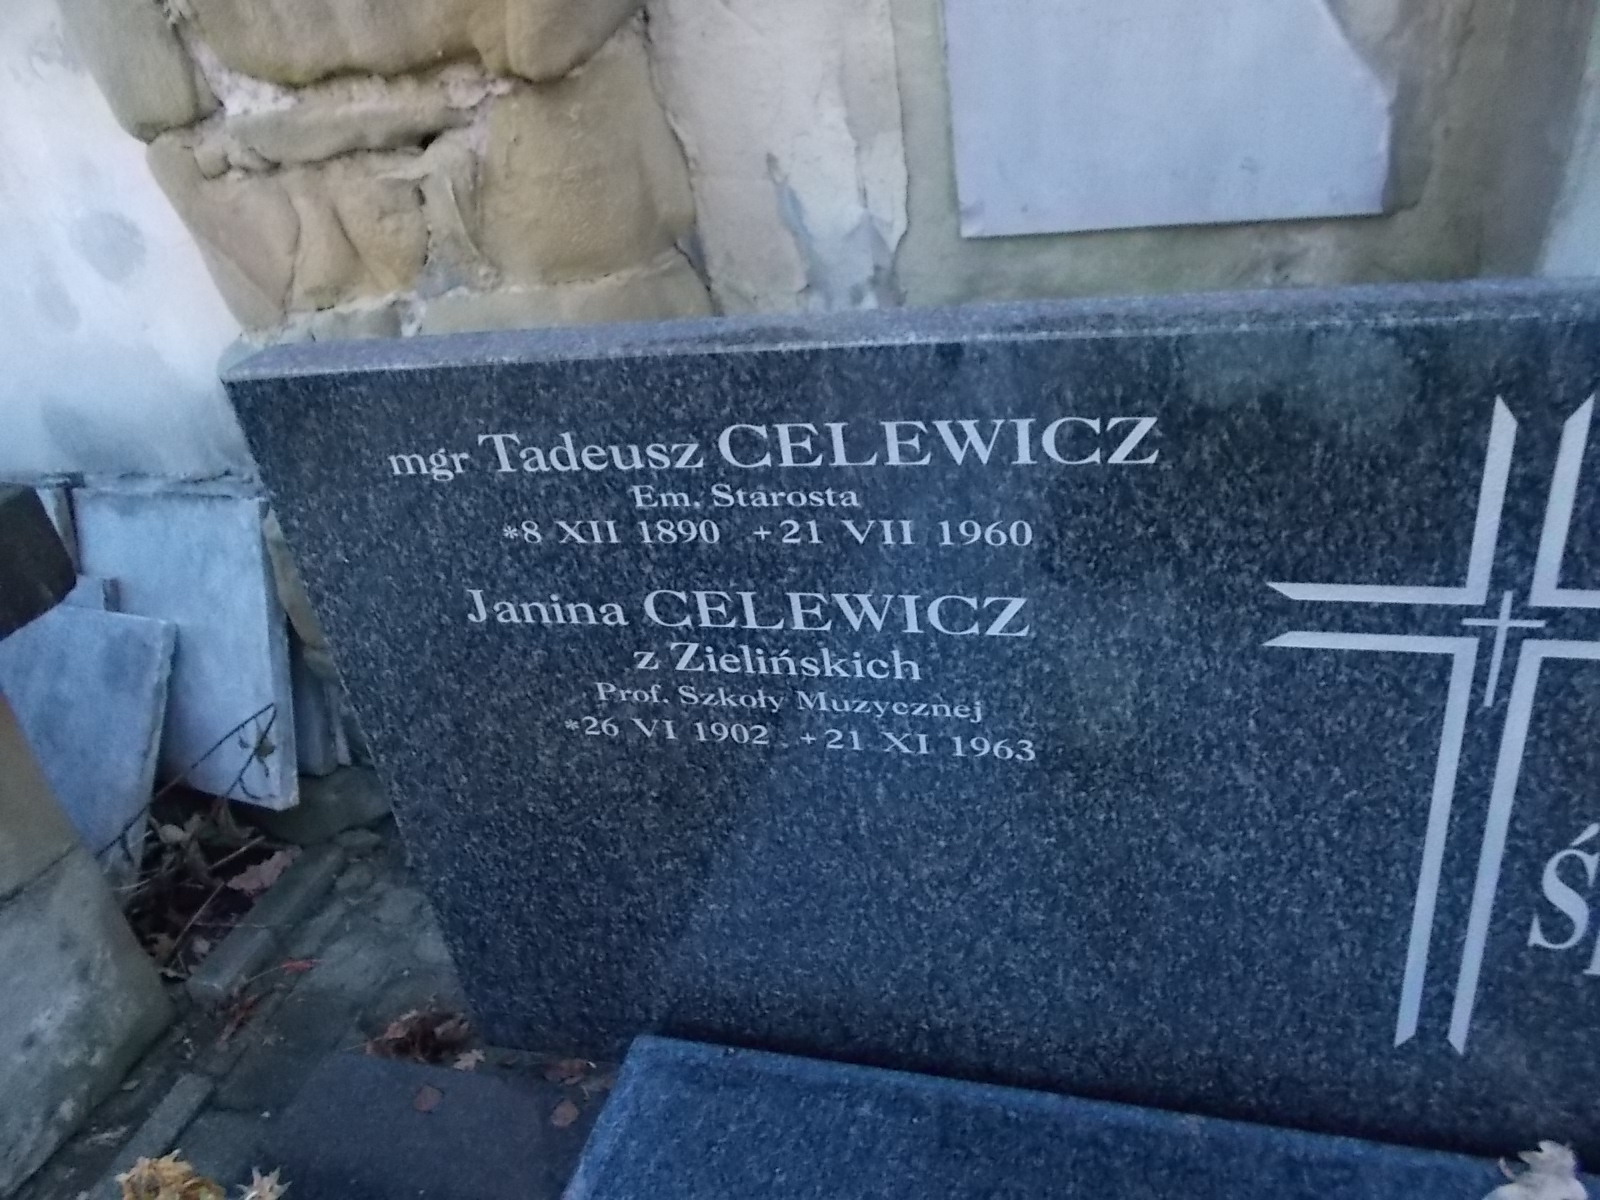 mgr Tadeusz CELEWICZ
Em. Starosta
*8 XII 1890 +21 VII 1960
Janina CELEWICZ
z Zielińskich
Prof. Szkoły Muzycznej
*26 VI 1902 +21 XI 1963